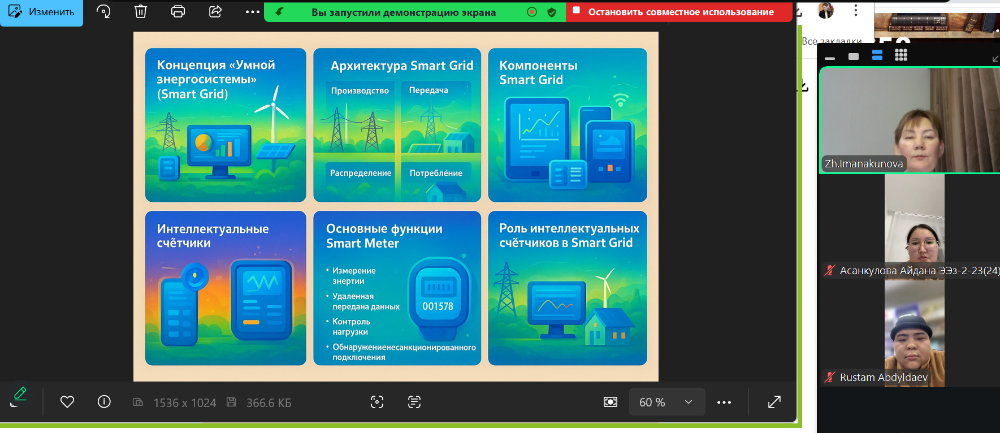 Изменить
Вы запустили демонстрацию экрана
Остановить совместное использование
Все закладки
Концепция «Умной
знергосистемы»
(Smart Grid)
Архитектура Smart Grid
Производство
Передача
Распределение
Потребле́ние
Компоненты
Smart Grid
Интеллектуальные
счётчики
Основные функции
Smart Meter
• Измерение
знертии
• Удаленная
передана данных
• Контроль
нагрузки
• Обнаружениенесанкционированного
подключения
001578
Роль интеллектуальных
счётчиков в Smart Grid
Zh.Imanakunova
Асанкулова Айдана ЭЭз-2-23(24)
Rustam Abdyldaev
1536 x 1024
366.6 КБ
60 %